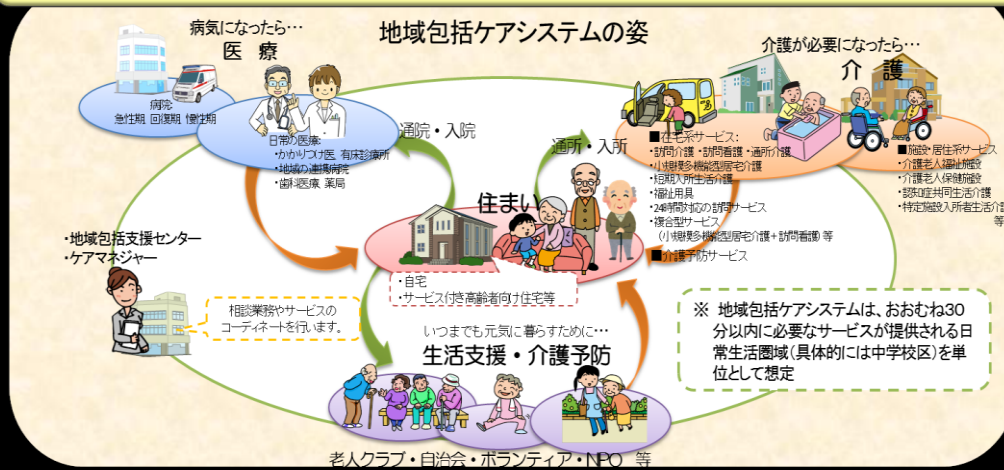 地域包括ケアシステムの姿
病気になったら…
医 療
病院:
急性期、回復期、慢性期
日常の医療:
・かかりつけ医、有床診療所
・地域の連携病院
・歯科医療、薬局
通院・入院
通所・入所
介護が必要になったら…
介 護
■在宅系サービス:
・訪問介護・訪問看護・通所介護
・小規模多機能型居宅介護
・短期入所生活介護
・福祉用具
・24時間対応の訪問サービス
・複合型サービス
(小規模多機能型居宅介護+訪問看護)等
■介護予防サービス
■施設・居住系サービス
・介護老人福祉施設
・介護老人保健施設
・認知症共同生活介護
・特定施設入所者生活介
等
住まい
・自宅
・サービス付き高齢者向け住宅等
・地域包括支援センター
・ケアマネジャー
相談業務やサービスの
コーディネートを行います。
いつまでも元気に暮らすために…
生活支援・介護予防
老人クラブ・自治会・ボランティア・NPO 等
※ 地域包括ケアシステムは、おおむね30
分以内に必要なサービスが提供される日
常生活圏域(具体的には中学校区)を単
位として想定